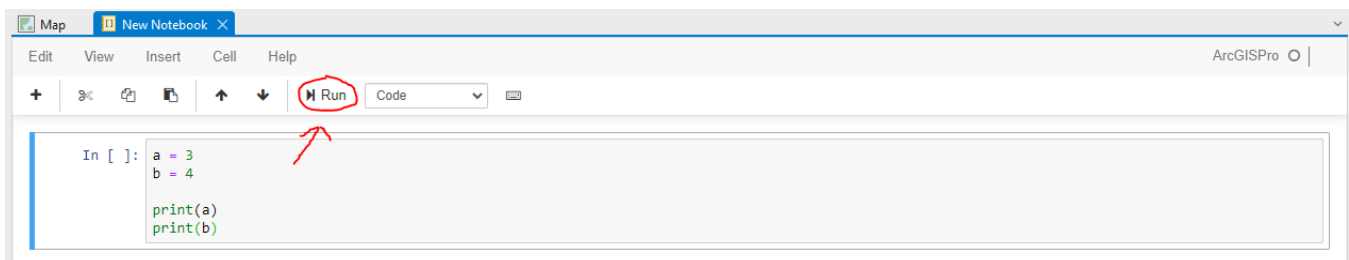 Map New Notebook
Edit View Insert Cell Help ArcGISPro
Run Code
In [ ]: a = 3
b = 4
print(a)
print(b)